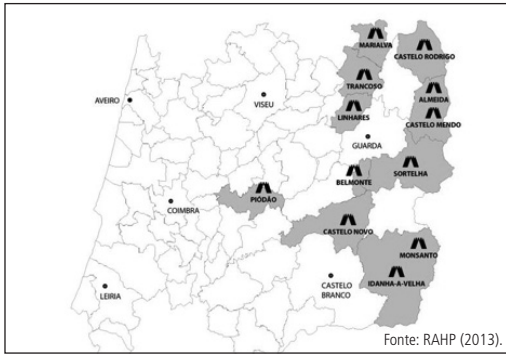 MARIALVA
CASTELO RODRIGO
TRANCOSO
AVEIRO
VISEU
ALMEIDA
LINHARES
CASTELO MENDO
GUARDA
SORTELHA
BELMONTE
PIÓDÃO
COIMBRA
CASTELO NOVO
MONSANTO
IDANHA-A-VELHA
CASTELO
BRANCO
LEIRIA
Fonte: RAHP (2013).